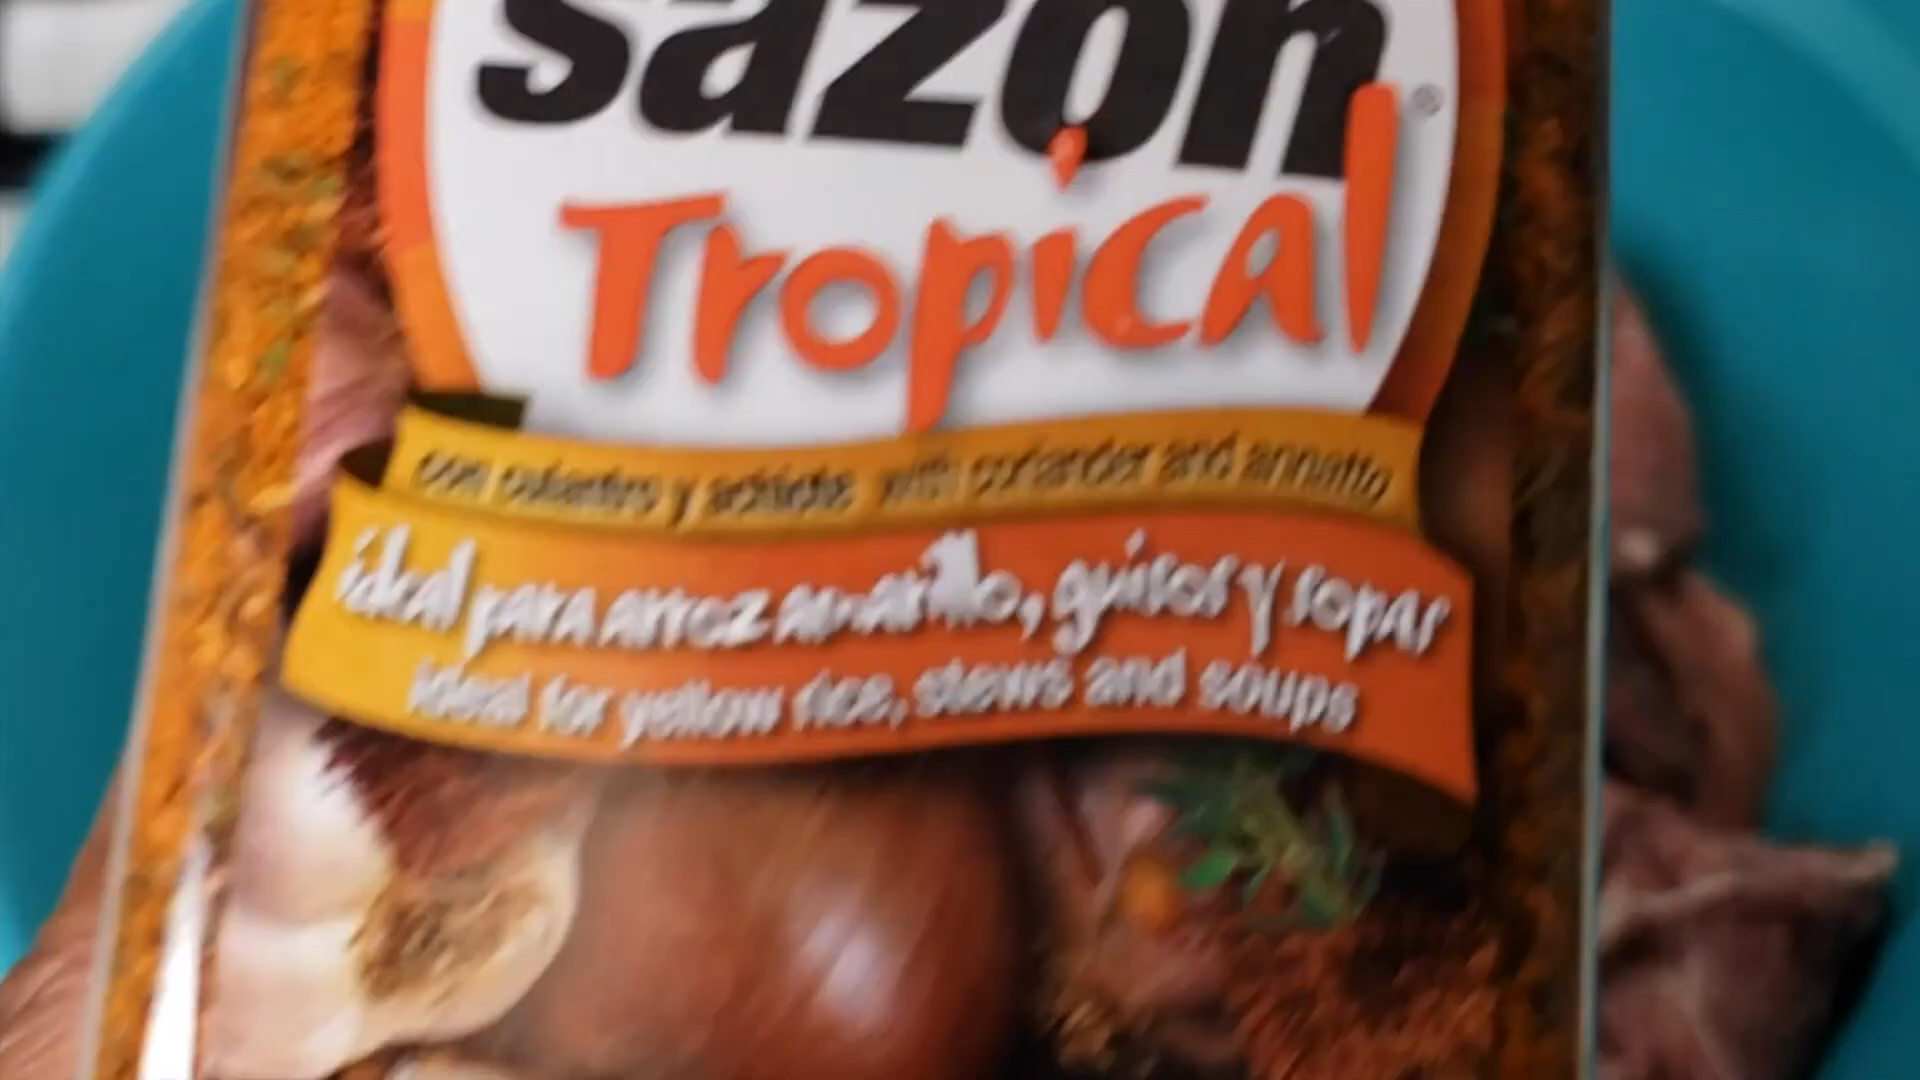 sazón
Tropical
®
con culantro y achiote with coriander and annatto
ideal para arroz amarillo, guisos y sopas
ideal for yellow rice, stews and soups